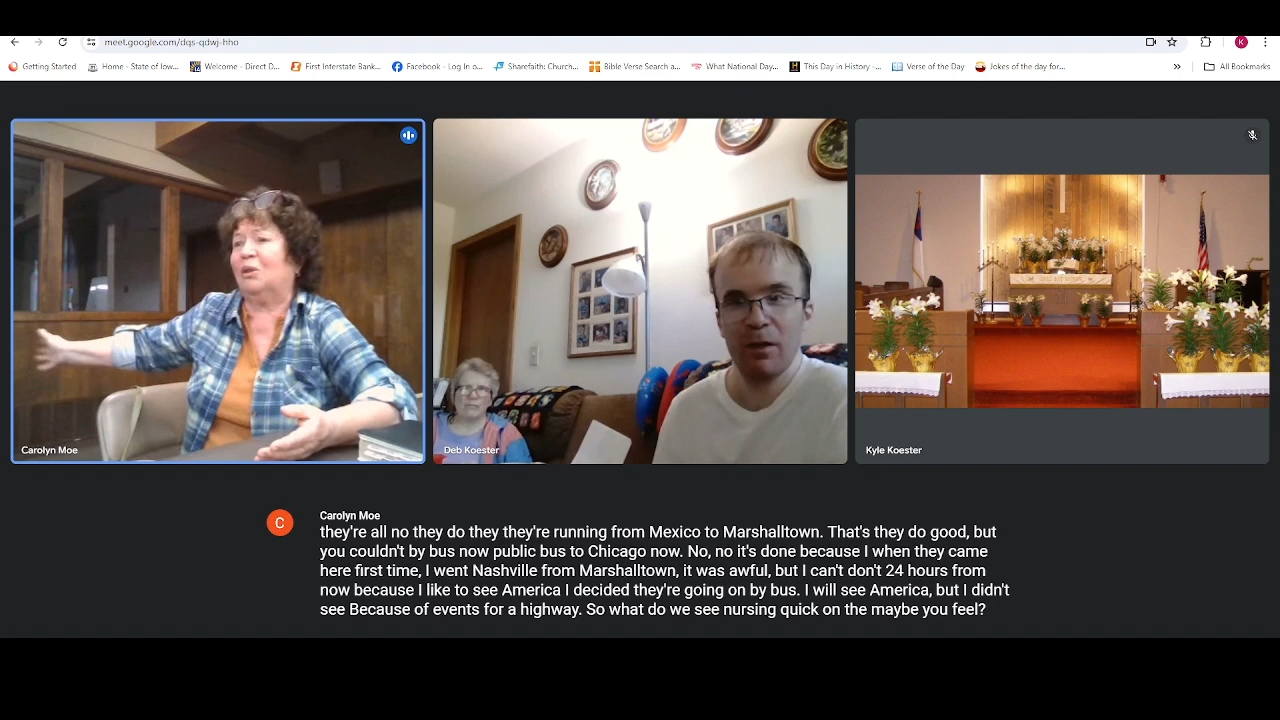 meet.google.com/dqs-qdwj-hho
K
Getting Started
Home - State of Iow...
Welcome - Direct D...
First Interstate Bank...
Facebook - Log In o...
Sharefaith: Church...
Bible Verse Search a...
What National Day...
This Day in History -...
Verse of the Day
Jokes of the day for...
»
All Bookmarks
Carolyn Moe
Deb Koester
Kyle Koester
C
Carolyn Moe
they're all no they do they they're running from Mexico to Marshalltown. That's they do good, but
you couldn't by bus now public bus to Chicago now. No, no it's done because I when they came
here first time, I went Nashville from Marshalltown, it was awful, but I can't don't 24 hours from
now because I like to see America I decided they're going on by bus. I will see America, but I didn't
see Because of events for a highway. So what do we see nursing quick on the maybe you feel?